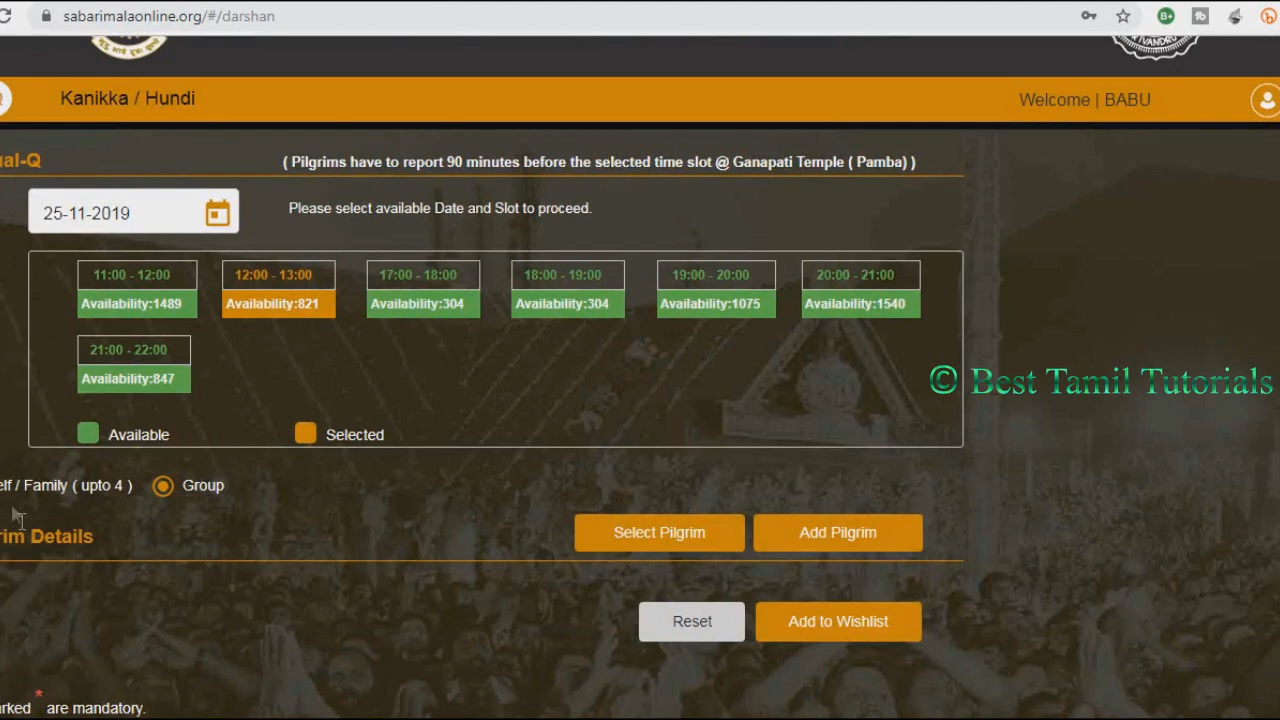 sabarimalaonline.org/#/darshan
Kanikka / Hundi
Welcome | BABU
( Pilgrims have to report 90 minutes before the selected time slot @ Ganapati Temple ( Pamba) )
25-11-2019
Please select available Date and Slot to proceed.
11:00 - 12:00 12:00 - 13:00 17:00 - 18:00 18:00 - 19:00 19:00 - 20:00 20:00 - 21:00
Availability:1489 Availability:821 Availability:304 Availability:304 Availability:1075 Availability:1540
21:00 - 22:00
Availability:847
© Best Tamil Tutorials
Available Selected
/ Family ( upto 4 ) Group
Details
Select Pilgrim Add Pilgrim
Reset Add to Wishlist
* are mandatory.